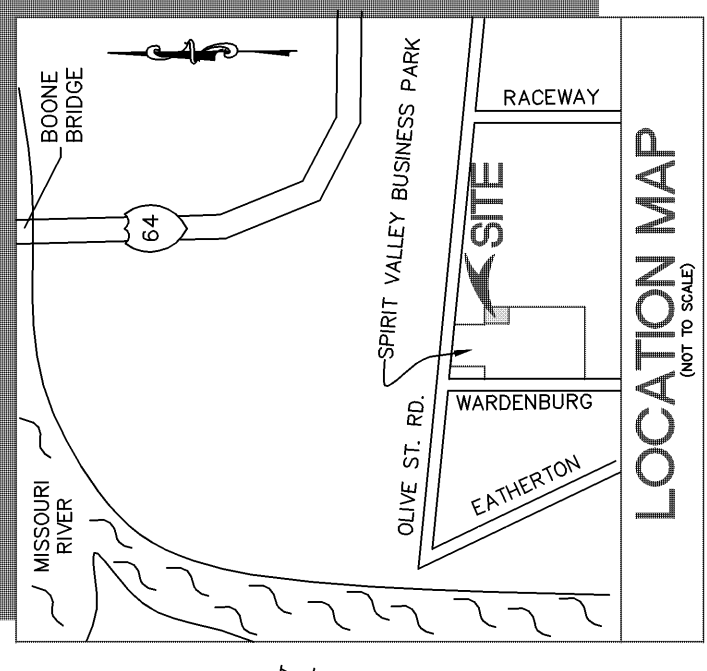 BOONE
BRIDGE
64
MISSOURI
RIVER
SPIRIT VALLEY BUSINESS PARK
OLIVE ST. RD.
RACEWAY
SITE
WARDENBURG
EATHERTON
LOCATION MAP
(NOT TO SCALE)